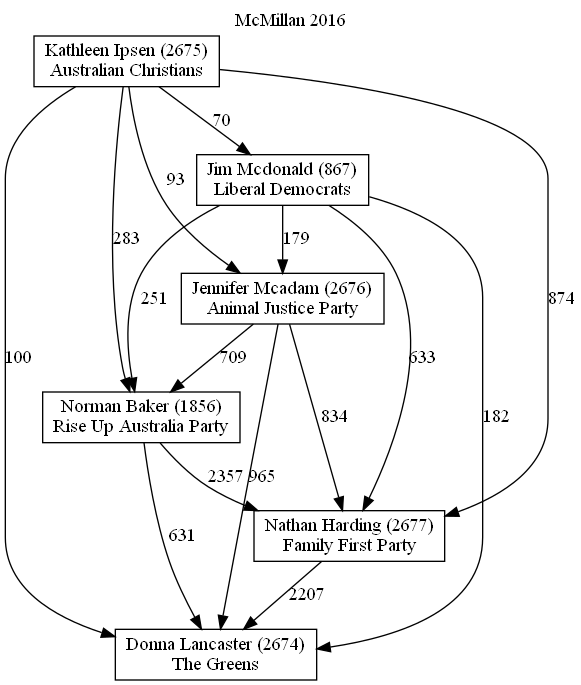 McMillan 2016
Kathleen Ipsen (2675)
Australian Christians
70
Jim Mcdonald (867)
Liberal Democrats
93
283
251
179
874
Jennifer Mcadam (2676)
Animal Justice Party
100
709
633
834
182
Norman Baker (1856)
Rise Up Australia Party
2357
965
Nathan Harding (2677)
Family First Party
631
2207
Donna Lancaster (2674)
The Greens